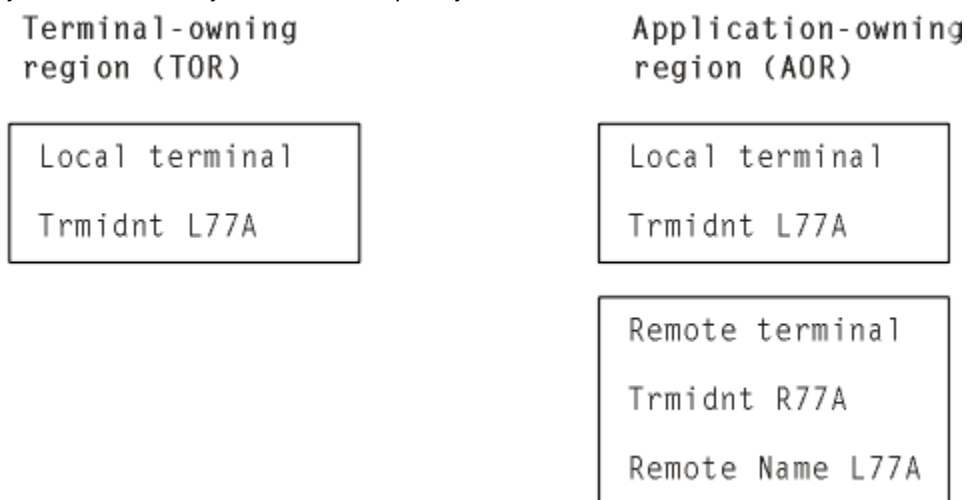 Terminal-owning
region (TOR)
Local terminal
Trmidnt L77A
Application-owning
region (AOR)
Local terminal
Trmidnt L77A
Remote terminal
Trmidnt R77A
Remote Name L77A